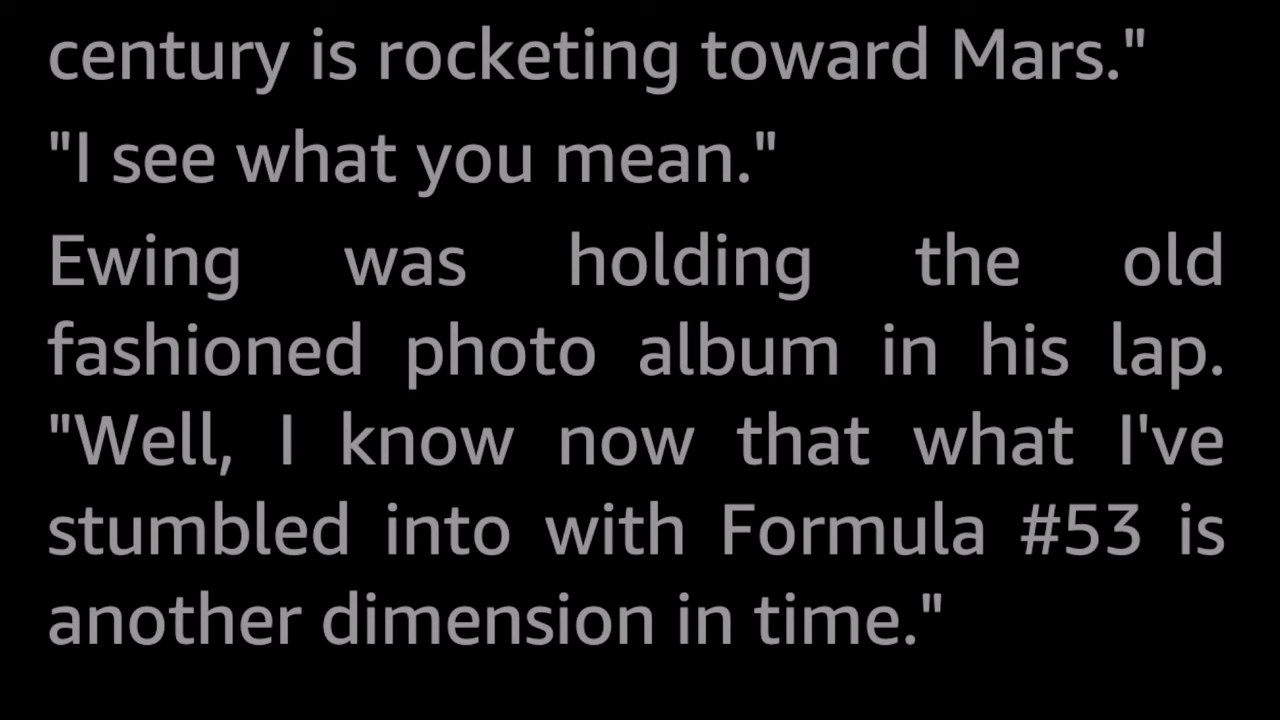 century is rocketing toward Mars."
"I see what you mean."
Ewing was holding the old
fashioned photo album in his lap.
"Well, I know now that what I've
stumbled into with Formula #53 is
another dimension in time."